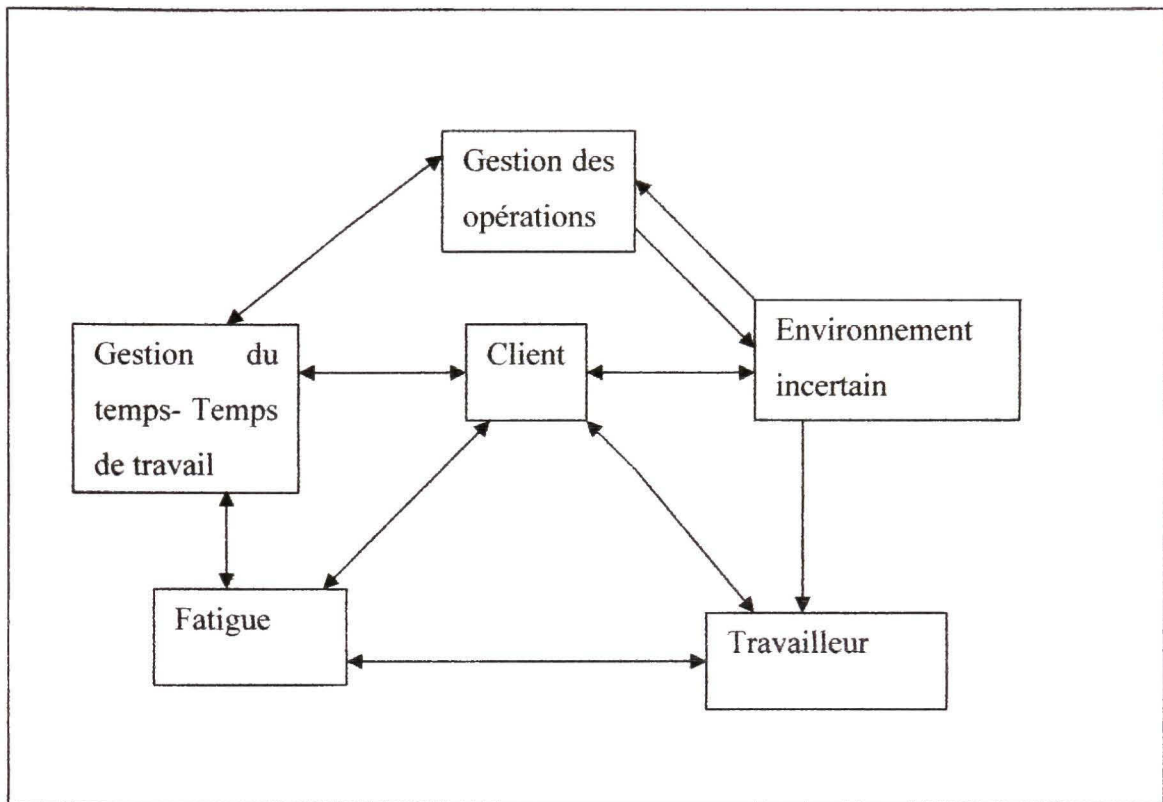 Gestion des
opérations
Environnement
incertain
Client
Gestion du
temps- Temps
de travail
Fatigue
Travailleur